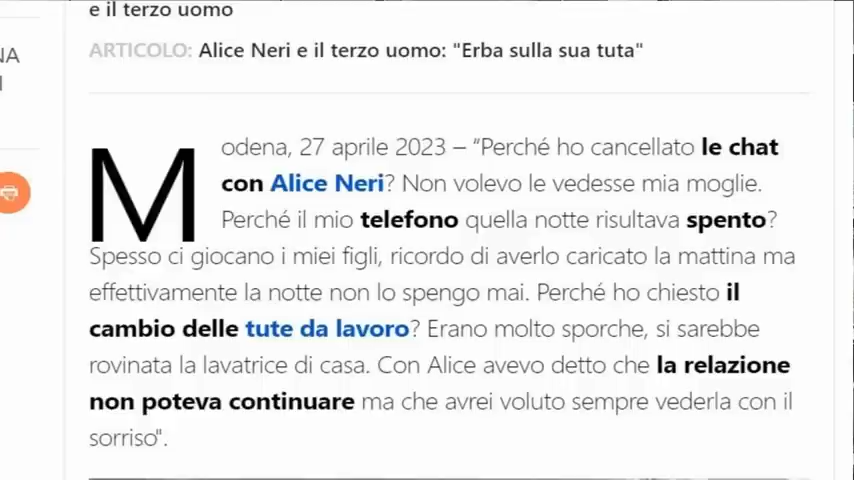 e il terzo uomo
ARTICOLO: Alice Neri e il terzo uomo: "Erba sulla sua tuta"
Modena, 27 aprile 2023 – “Perché ho cancellato le chat
con Alice Neri? Non volevo le vedesse mia moglie.
Perché il mio telefono quella notte risultava spento?
Spesso ci giocano i miei figli, ricordo di averlo caricato la mattina ma
effettivamente la notte non lo spengo mai. Perché ho chiesto il
cambio delle tute da lavoro? Erano molto sporche, si sarebbe
rovinata la lavatrice di casa. Con Alice avevo detto che la relazione
non poteva continuare ma che avrei voluto sempre vederla con il
sorriso".